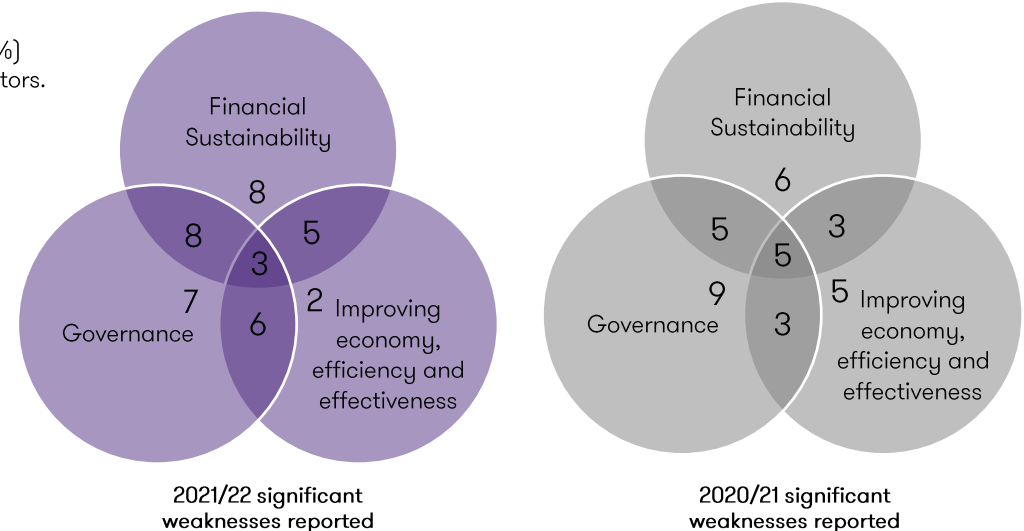 %)
tors.
Financial
Sustainability
8
8
5
3
7
2
6
Governance
Improving
economy,
efficiency and
effectiveness
2021/22 significant
weaknesses reported
Financial
Sustainability
6
5
3
5
9
5
3
Governance
Improving
economy,
efficiency and
effectiveness
2020/21 significant
weaknesses reported